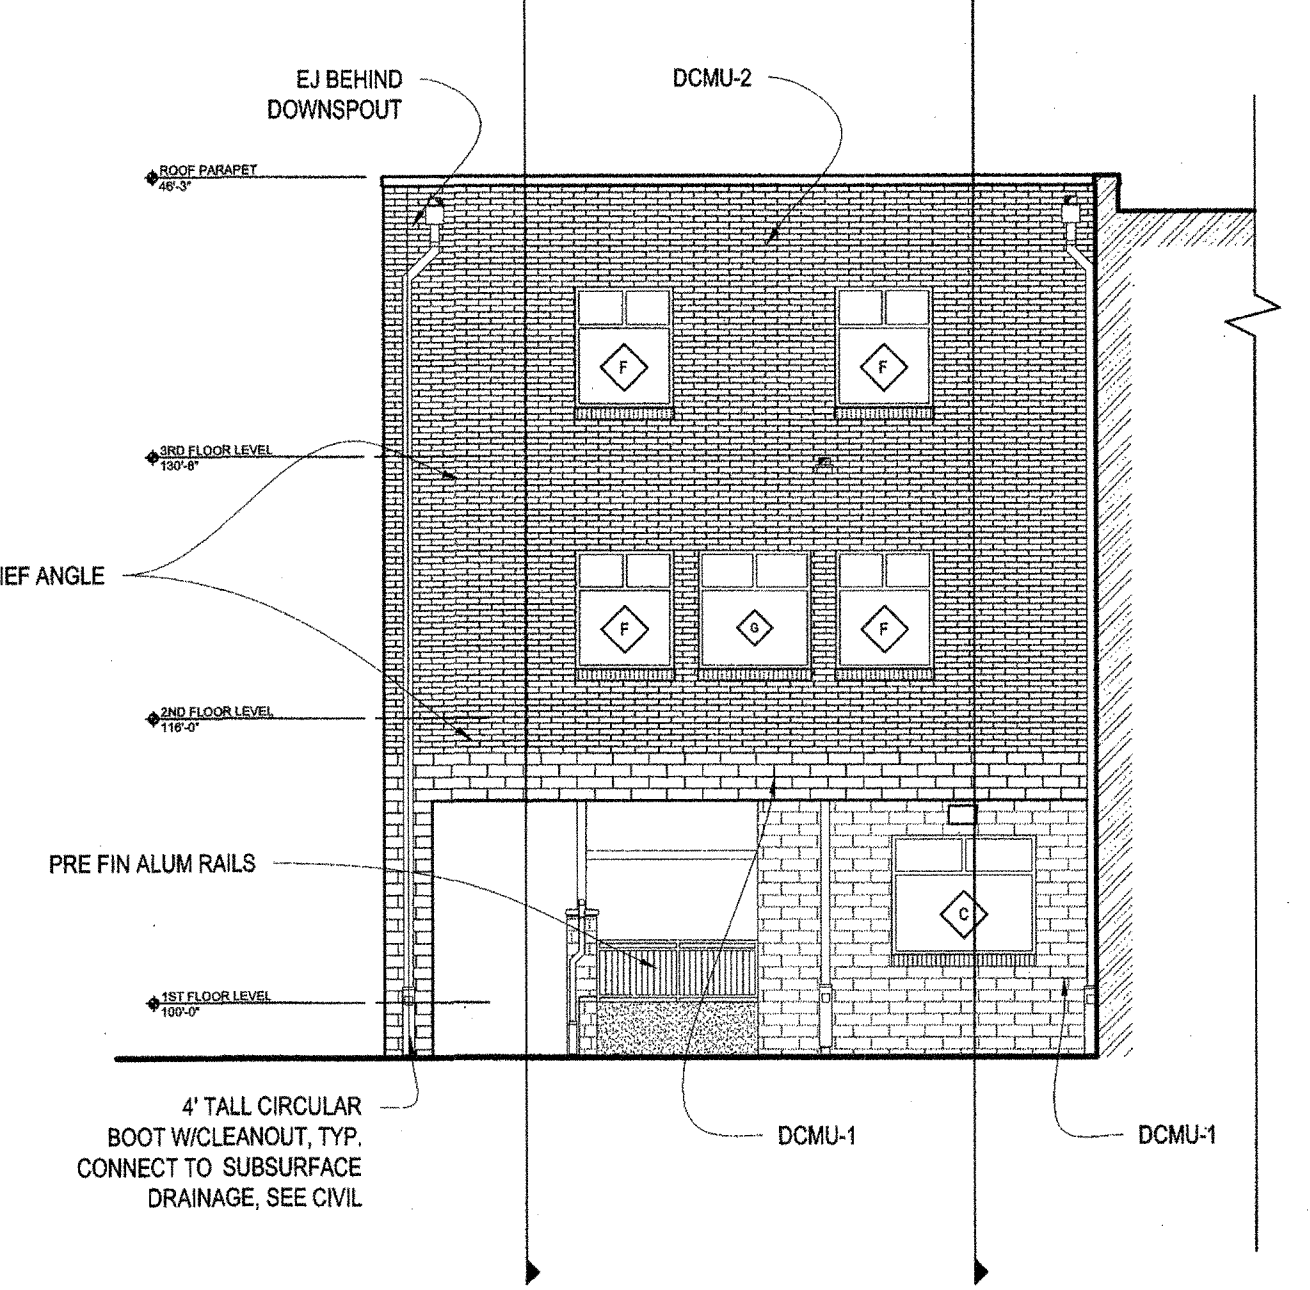 EJ BEHIND
DOWNSPOUT
DCMU-2
ROOF PARAPET
46'-3"
F
F
3RD FLOOR LEVEL
130'-8"
IEF ANGLE
F
G
F
2ND FLOOR LEVEL
116'-0"
PRE FIN ALUM RAILS
C
1ST FLOOR LEVEL
100'-0"
4' TALL CIRCULAR
BOOT W/CLEANOUT, TYP.
CONNECT TO SUBSURFACE
DRAINAGE, SEE CIVIL
DCMU-1
DCMU-1